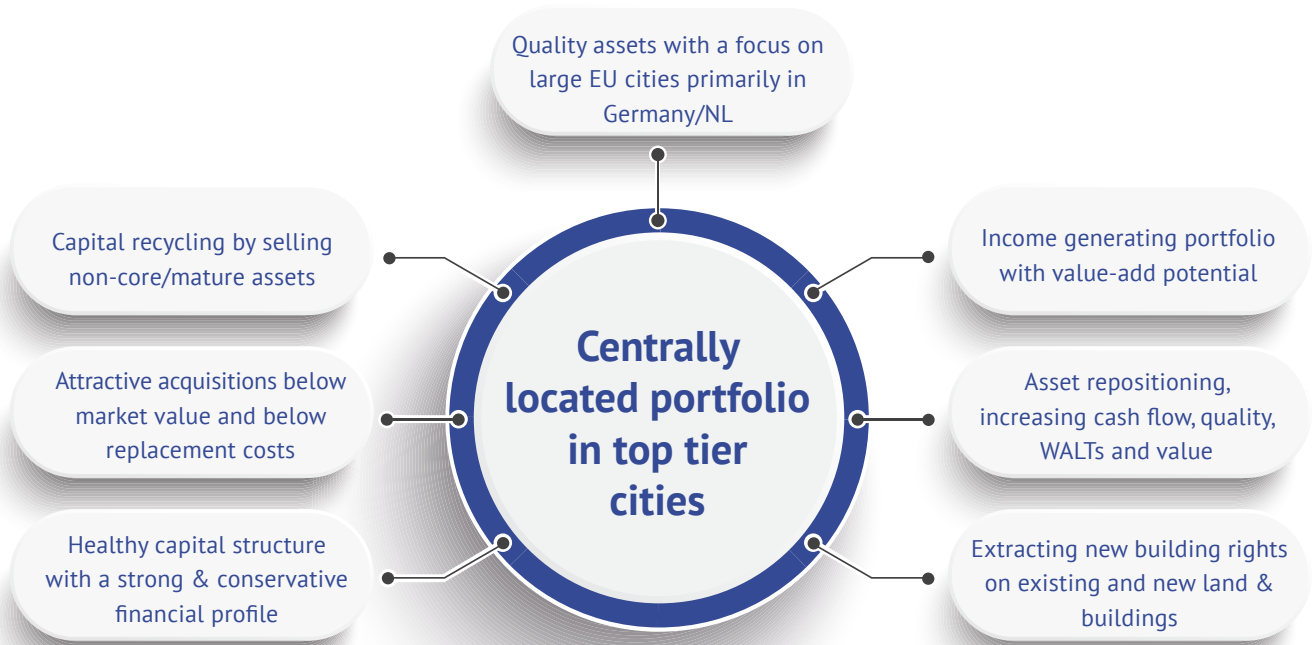 Quality assets with a focus on
large EU cities primarily in
Germany/NL
Capital recycling by selling
non-core/mature assets
Income generating portfolio
with value-add potential
Centrally
located portfolio
in top tier
cities
Attractive acquisitions below
market value and below
replacement costs
Asset repositioning,
increasing cash flow, quality,
WALTs and value
Healthy capital structure
with a strong & conservative
financial profile
Extracting new building rights
on existing and new land &
buildings